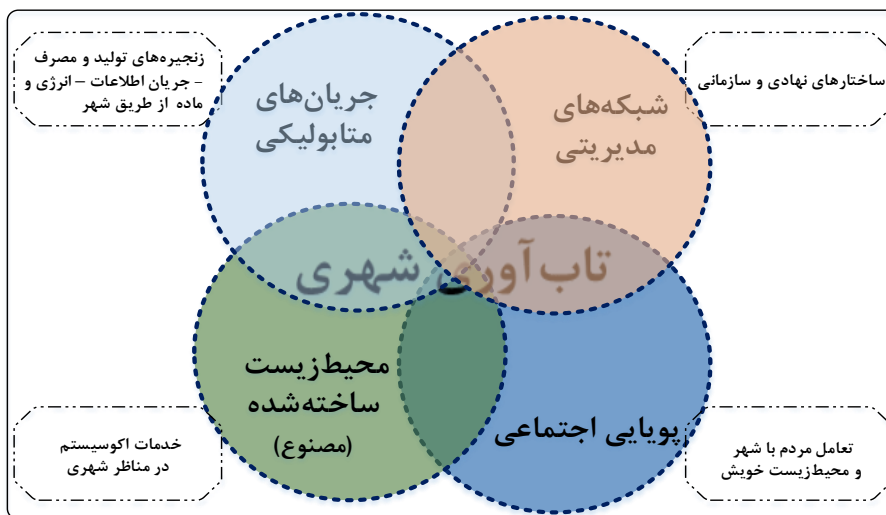 ساختارهای نهادی و سازمانی
شبکه‌های
مدیریتی
جریان‌های
متابولیکی
زنجیره‌های تولید و مصرف
- جریان اطلاعات – انرژی و
ماده از طریق شهر
تاب‌آوری شهری
پویایی اجتماعی
محیط‌زیست
ساخته‌شده
(مصنوع)
تعامل مردم با شهر
و محیط‌زیست خویش
خدمات اکوسیستم
در مناظر شهری